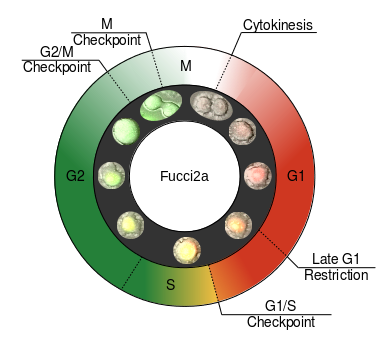 M
Checkpoint
Cytokinesis
G2/M
Checkpoint
M
G2
Fucci2a
G1
Late G1
Restriction
S
G1/S
Checkpoint